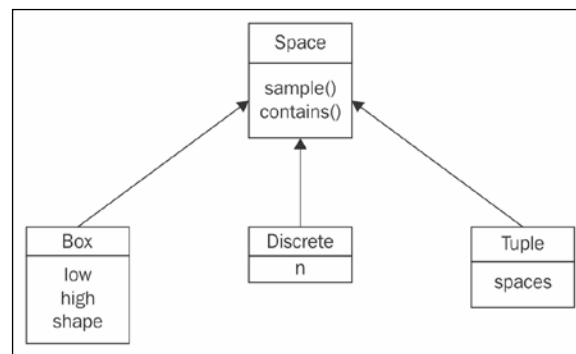 Space
sample()
contains()
Box
low
high
shape
Discrete
n
Tuple
spaces